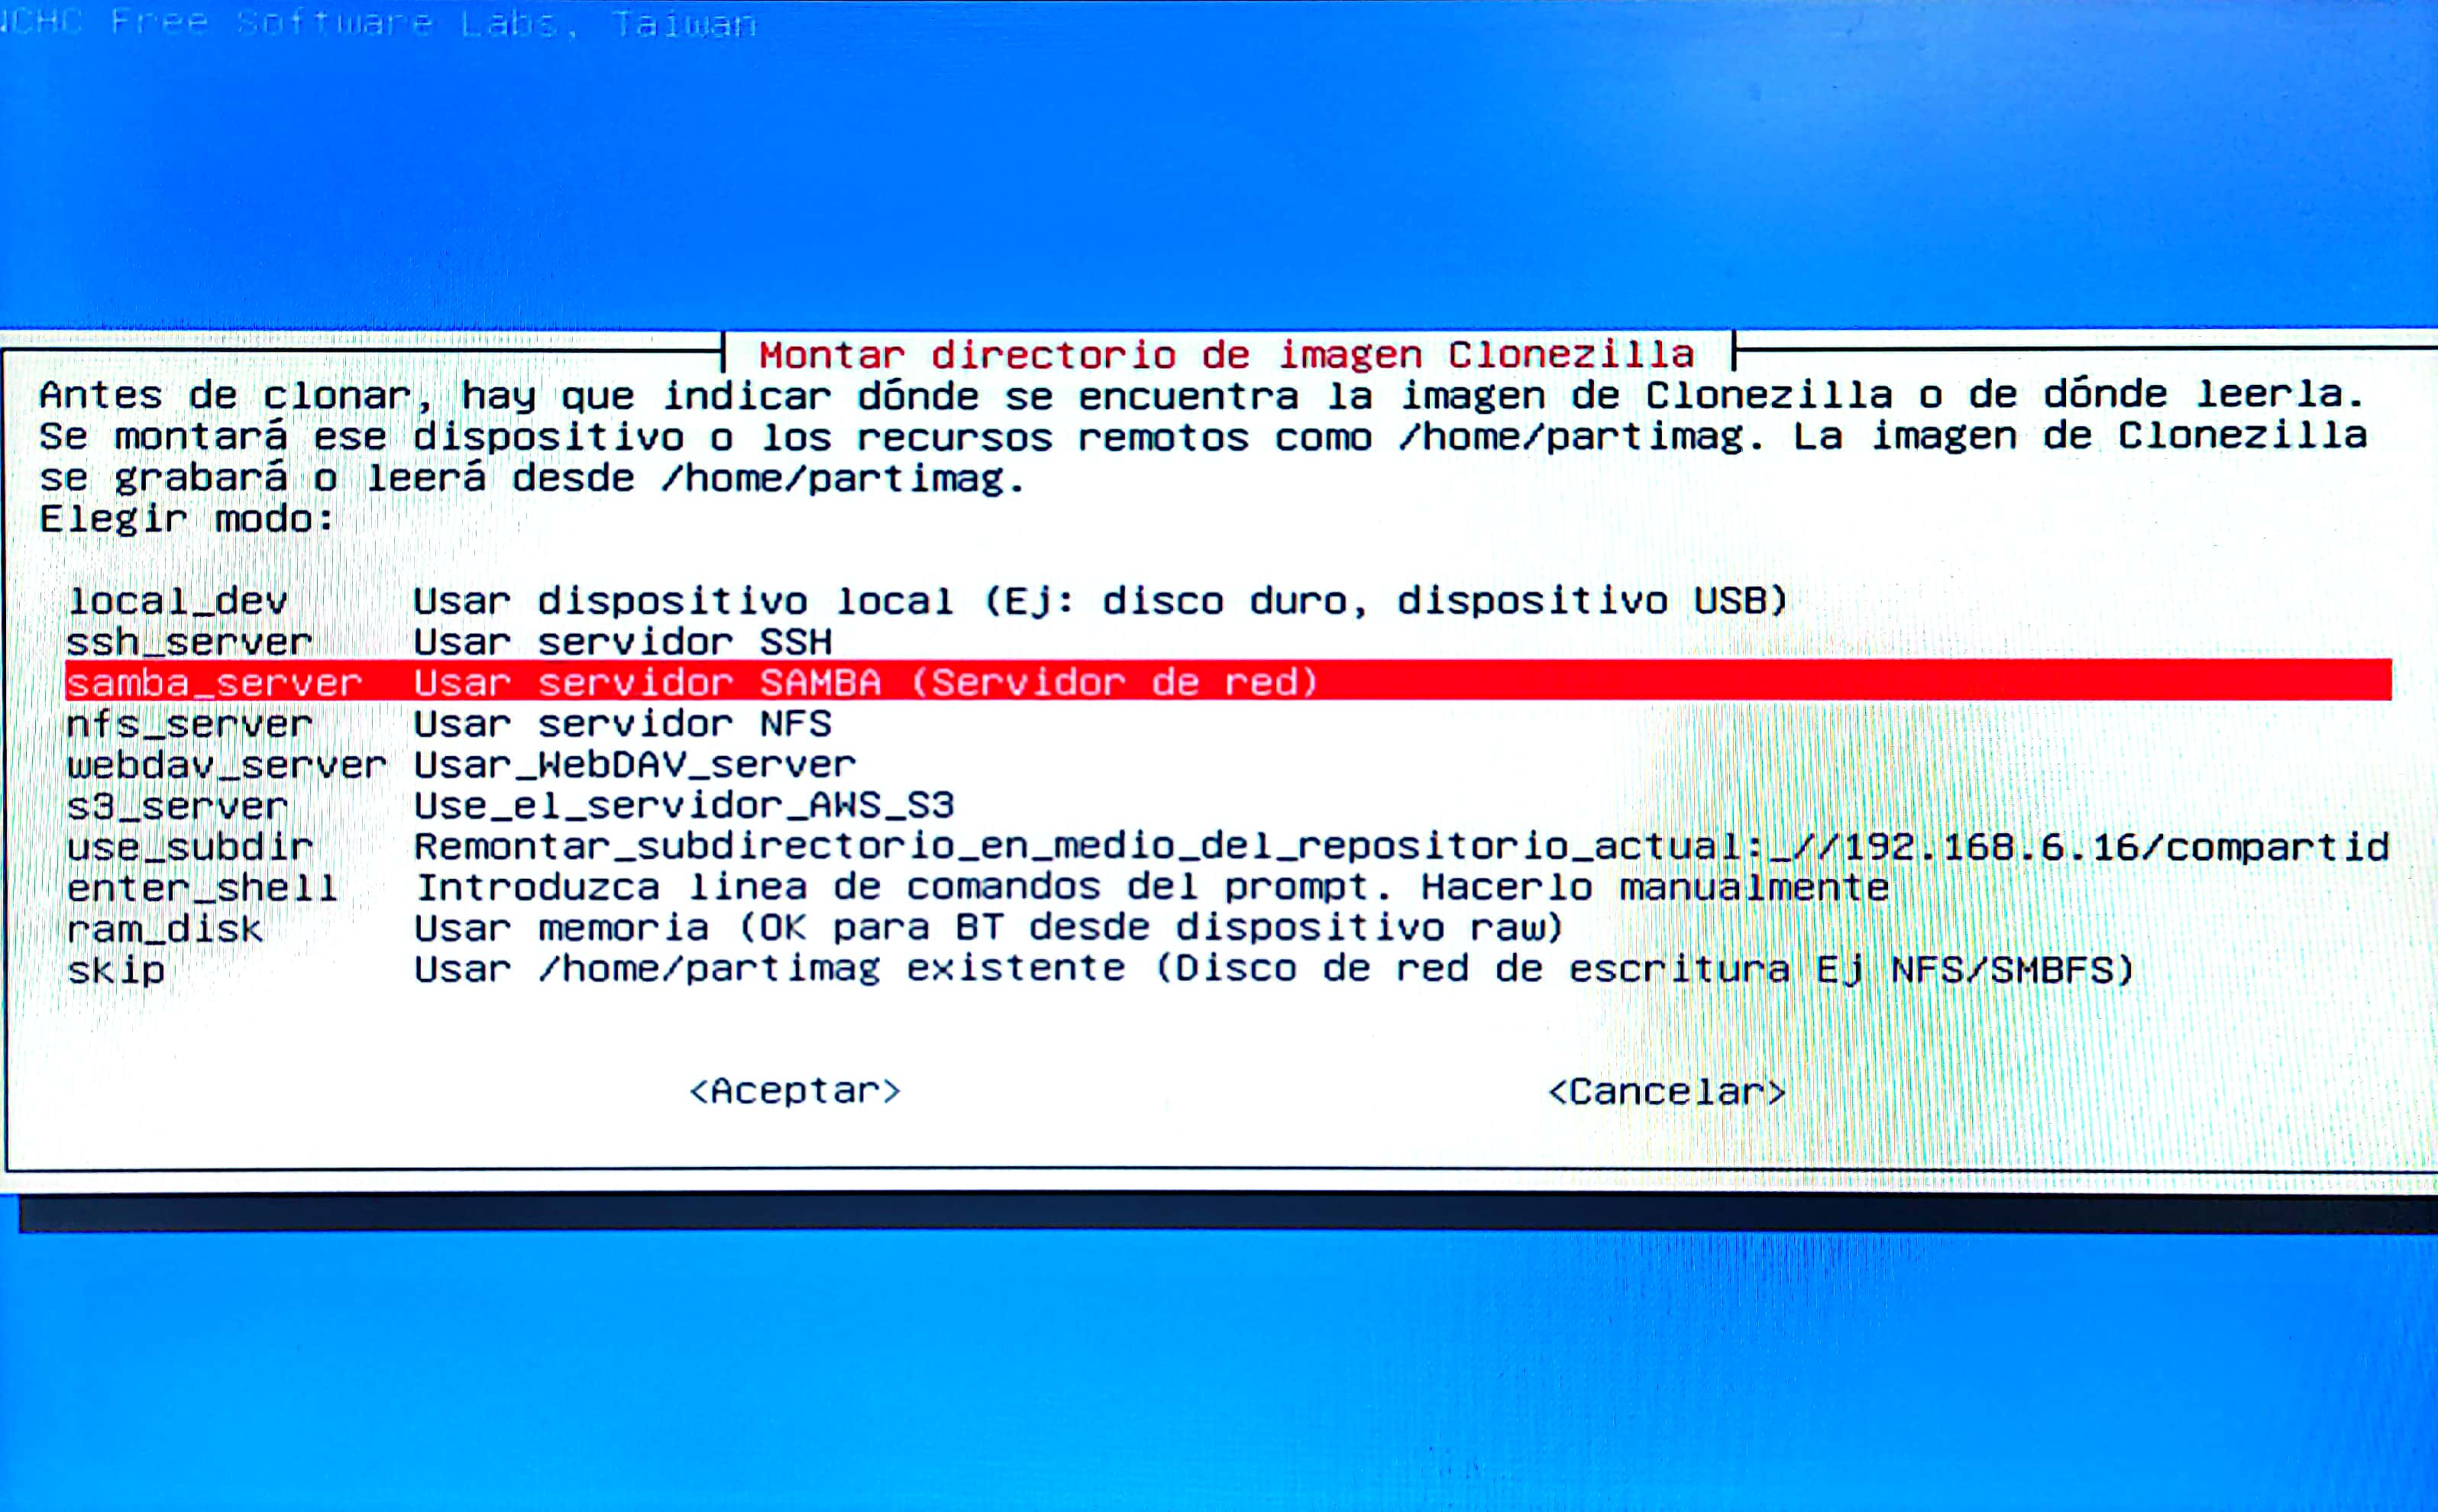 NCHC Free Software Labs, Taiwan
Montar directorio de imagen Clonezilla
Antes de clonar, hay que indicar dónde se encuentra la imagen de Clonezilla o de dónde leerla.
Se montará ese dispositivo o los recursos remotos como /home/partimag. La imagen de Clonezilla
se grabará o leerá desde /home/partimag.
Elegir modo:
local_dev Usar dispositivo local (Ej: disco duro, dispositivo USB)
ssh_server Usar servidor SSH
samba_server Usar servidor SAMBA (Servidor de red)
nfs_server Usar servidor NFS
webdav_server Usar_WebDAV_server
s3_server Use_el_servidor_AWS_S3
use_subdir Remontar_subdirectorio_en_medio_del_repositorio_actual:_//192.168.6.16/compartid
enter_shell Introduzca linea de comandos del prompt. Hacerlo manualmente
ram_disk Usar memoria (OK para BT desde dispositivo raw)
skip Usar /home/partimag existente (Disco de red de escritura Ej NFS/SMBFS)
<Aceptar> <Cancelar>